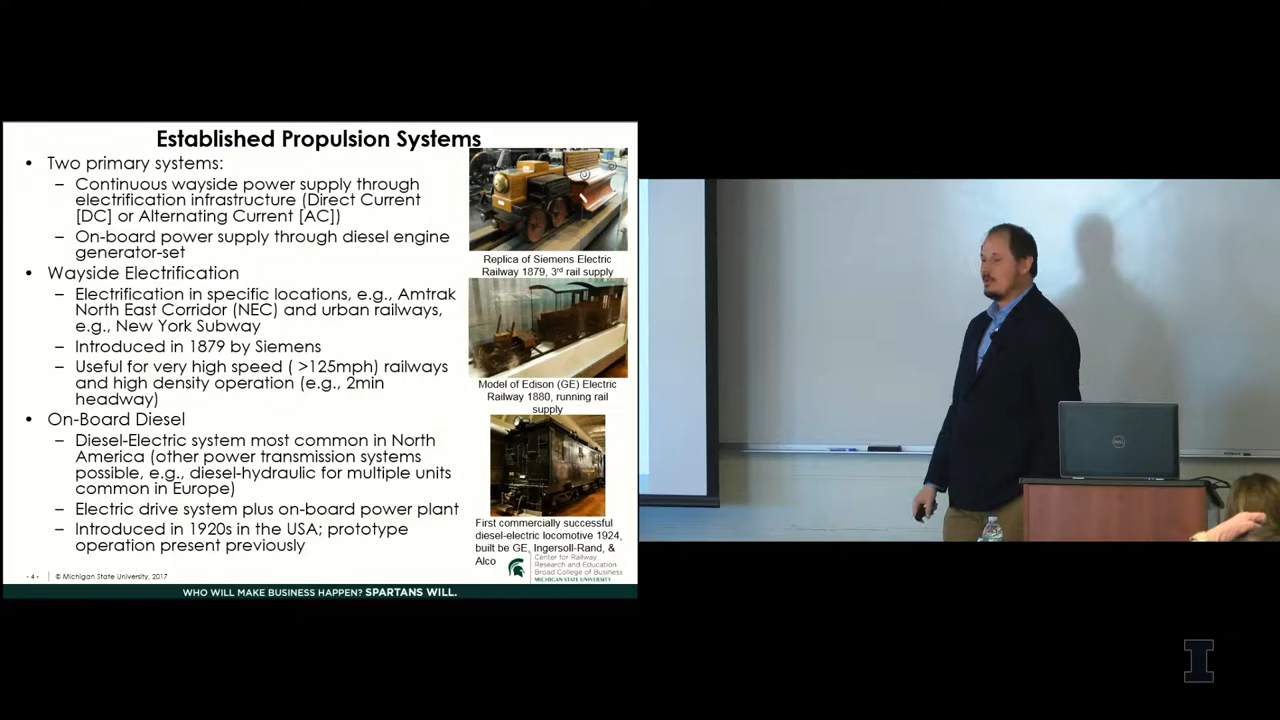 Established Propulsion Systems
• Two primary systems:
– Continuous wayside power supply through
electrification infrastructure (Direct Current
[DC] or Alternating Current [AC])
– On-board power supply through diesel engine
generator-set
• Wayside Electrification
– Electrification in specific locations, e.g., Amtrak
North East Corridor (NEC) and urban railways,
e.g., New York Subway
– Introduced in 1879 by Siemens
– Useful for very high speed ( >125mph) railways
and high density operation (e.g., 2min
headway)
• On-Board Diesel
– Diesel-Electric system most common in North
America (other power transmission systems
possible, e.g., diesel-hydraulic for multiple units
common in Europe)
– Electric drive system plus on-board power plant
– Introduced in 1920s in the USA; prototype
operation present previously
Replica of Siemens Electric
Railway 1879, 3rd rail supply
Model of Edison (GE) Electric
Railway 1880, running rail
supply
First commercially successful
diesel-electric locomotive 1924,
built by GE, Ingersoll-Rand, &
Alco
Center for Railway
Research and Education
Broad College of Business
MICHIGAN STATE UNIVERSITY
- 4 - © Michigan State University, 2017
WHO WILL MAKE BUSINESS HAPPEN? SPARTANS WILL.
DELL
I